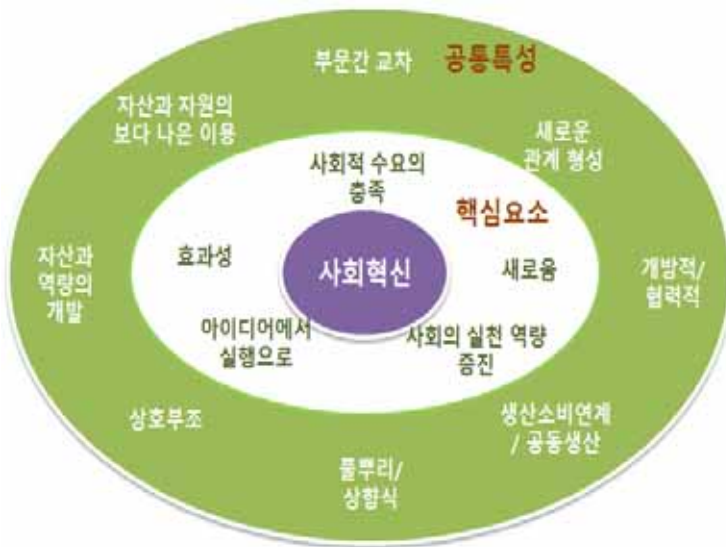 부문간 교차
공통특성
자산과 자원의
보다 나은 이용
새로운
관계 형성
사회적 수요의
충족
핵심요소
자산과
역량의
개발
효과성
사회혁신
새로움
개방적/
협력적
아이디어에서
실행으로
사회의 실천 역량
증진
상호부조
생산소비연계
/ 공동생산
풀뿌리/
상향식